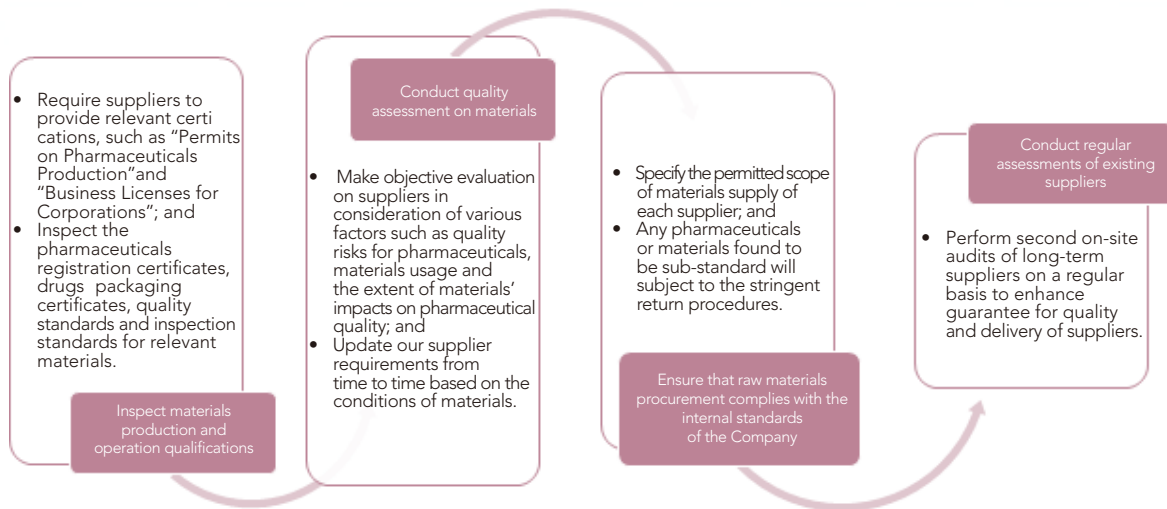 • Require suppliers to
provide relevant certi
cations, such as “Permits
on Pharmaceuticals
Production”and
“Business Licenses for
Corporations”; and
• Inspect the
pharmaceuticals
registration certificates,
drugs packaging
certificates, quality
standards and inspection
standards for relevant
materials.
Inspect materials
production and
operation qualifications
Conduct quality
assessment on materials
• Make objective evaluation
on suppliers in
consideration of various
factors such as quality
risks for pharmaceuticals,
materials usage and
the extent of materials’
impacts on pharmaceutical
quality; and
• Update our supplier
requirements from
time to time based on the
conditions of materials.
• Specify the permitted scope
of materials supply of
each supplier; and
• Any pharmaceuticals
or materials found to
be sub-standard will
subject to the stringent
return procedures.
Ensure that raw materials
procurement complies with the
internal standards
of the Company
Conduct regular
assessments of existing
suppliers
• Perform second on-site
audits of long-term
suppliers on a regular
basis to enhance
guarantee for quality
and delivery of suppliers.